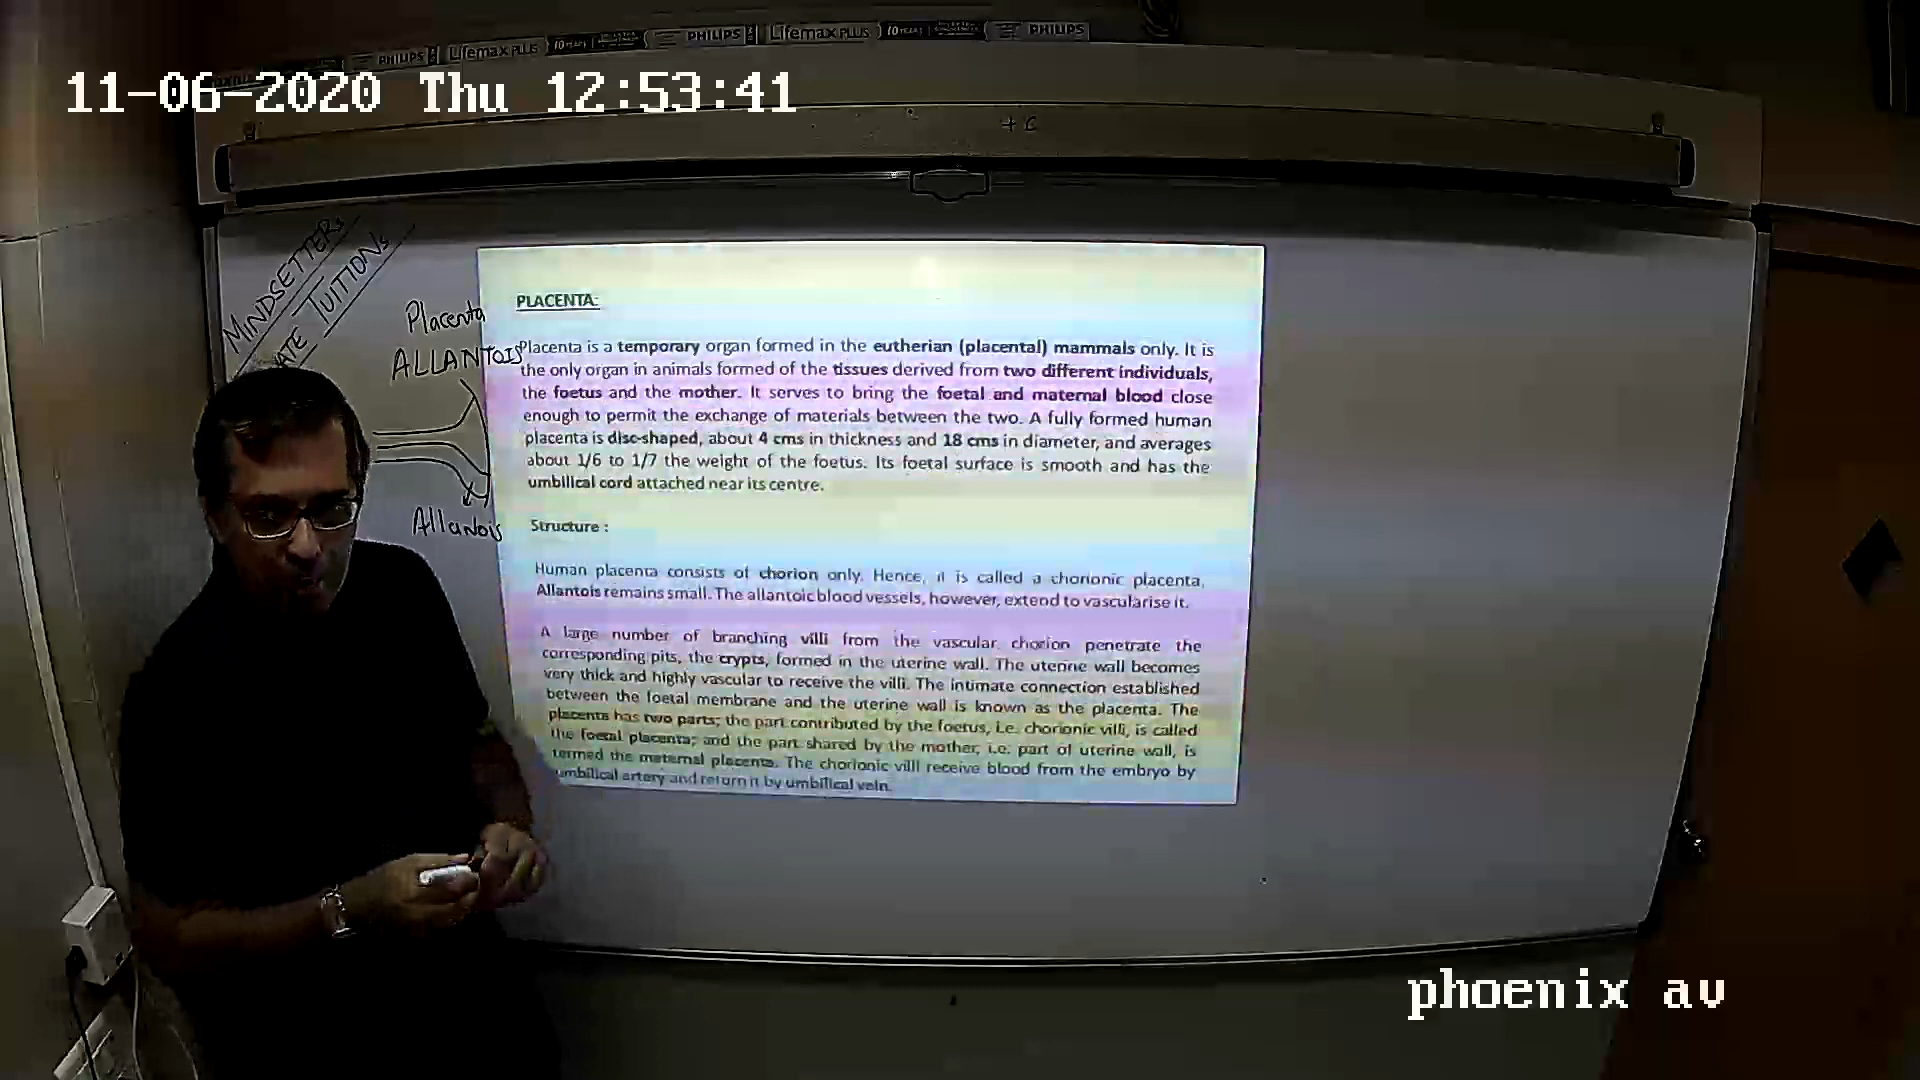 PHILIPS Lifemax PLUS 10 YEARS PHILIPS Lifemax PLUS 10 YEARS PHILIPS
11-06-2020 Thu 12:53:41
+ C
MINDSETTERS
TUITIONS
Placenta
ALLANTOIS
Allantois
PLACENTA:
Placenta is a temporary organ formed in the eutherian (placental) mammals only. It is
the only organ in animals formed of the tissues derived from two different individuals,
the foetus and the mother. It serves to bring the foetal and maternal blood close
enough to permit the exchange of materials between the two. A fully formed human
placenta is disc-shaped, about 4 cms in thickness and 18 cms in diameter, and averages
about 1/6 to 1/7 the weight of the foetus. Its foetal surface is smooth and has the
umbilical cord attached near its centre.
Structure :
Human placenta consists of chorion only. Hence, it is called a chorionic placenta.
Allantois remains small. The allantoic blood vessels, however, extend to vascularise it.
A large number of branching villi from the vascular chorion penetrate the
corresponding pits, the crypts, formed in the uterine wall. The uterine wall becomes
very thick and highly vascular to receive the villi. The intimate connection established
between the foetal membrane and the uterine wall is known as the placenta. The
placenta has two parts; the part contributed by the foetus, i.e. chorionic villi, is called
the foetal placenta; and the part shared by the mother, i.e. part of uterine wall, is
termed the maternal placenta. The chorionic villi receive blood from the embryo by
umbilical artery and return it by umbilical vein.
phoenix av